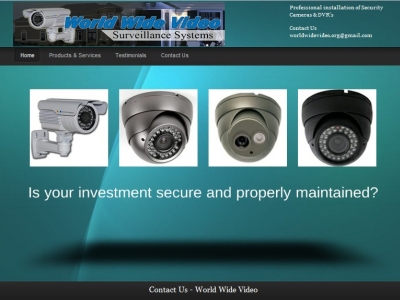 World Wide Video
Surveillance Systems
Professional installation of Security
Cameras & DVR's
Contact Us
worldwidevideo.org@gmail.com
Home Products & Services Testimonials Contact Us
Is your investment secure and properly maintained?
Contact Us - World Wide Video